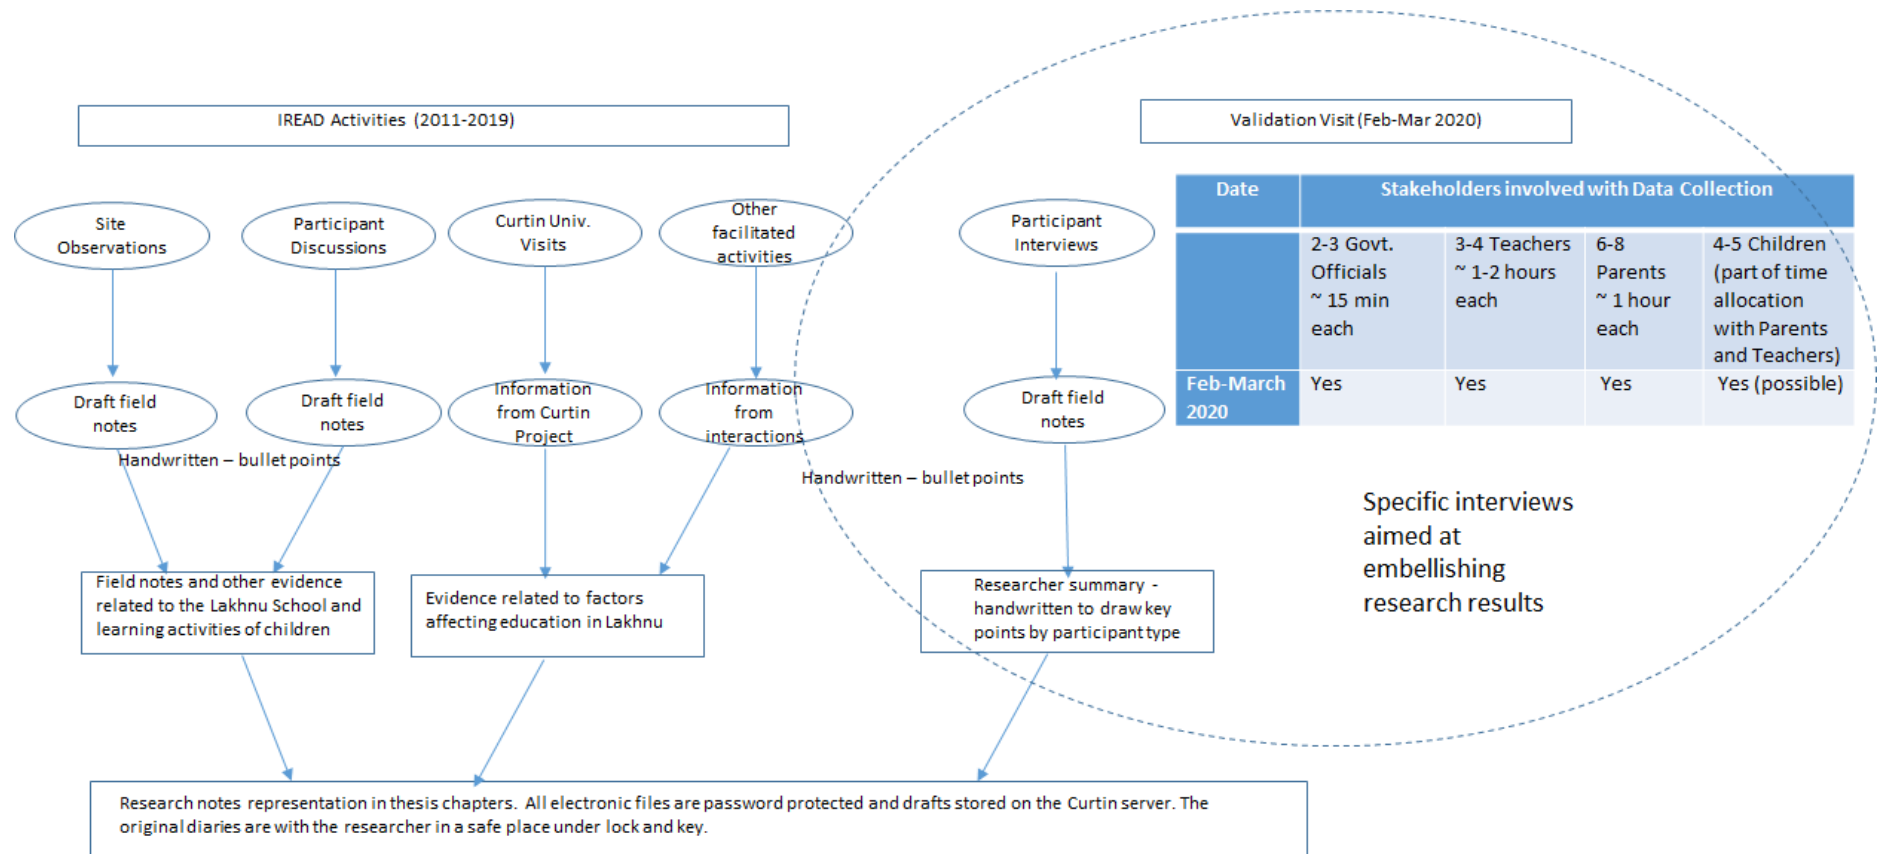 IREAD Activities (2011-2019)
Validation Visit (Feb-Mar 2020)
Site
Observations
Participant
Discussions
Curtin Univ.
Visits
Other
facilitated
activities
Participant
Interviews
Date
Stakeholders involved with Data Collection
2-3 Govt.
Officials
~ 15 min
each
3-4 Teachers
~ 1-2 hours
each
6-8
Parents
~ 1 hour
each
4-5 Children
(part of time
allocation
with Parents
and Teachers)
Feb-March
2020
Yes
Yes
Yes
Yes (possible)
Draft field
notes
Draft field
notes
Information
from Curtin
Project
Information
from
interactions
Draft field
notes
Handwritten – bullet points
Handwritten – bullet points
Specific interviews
aimed at
embellishing
research results
Field notes and other evidence
related to the Lakhnu School and
learning activities of children
Evidence related to factors
affecting education in Lakhnu
Researcher summary -
handwritten to draw key
points by participant type
Research notes representation in thesis chapters. All electronic files are password protected and drafts stored on the Curtin server. The
original diaries are with the researcher in a safe place under lock and key.